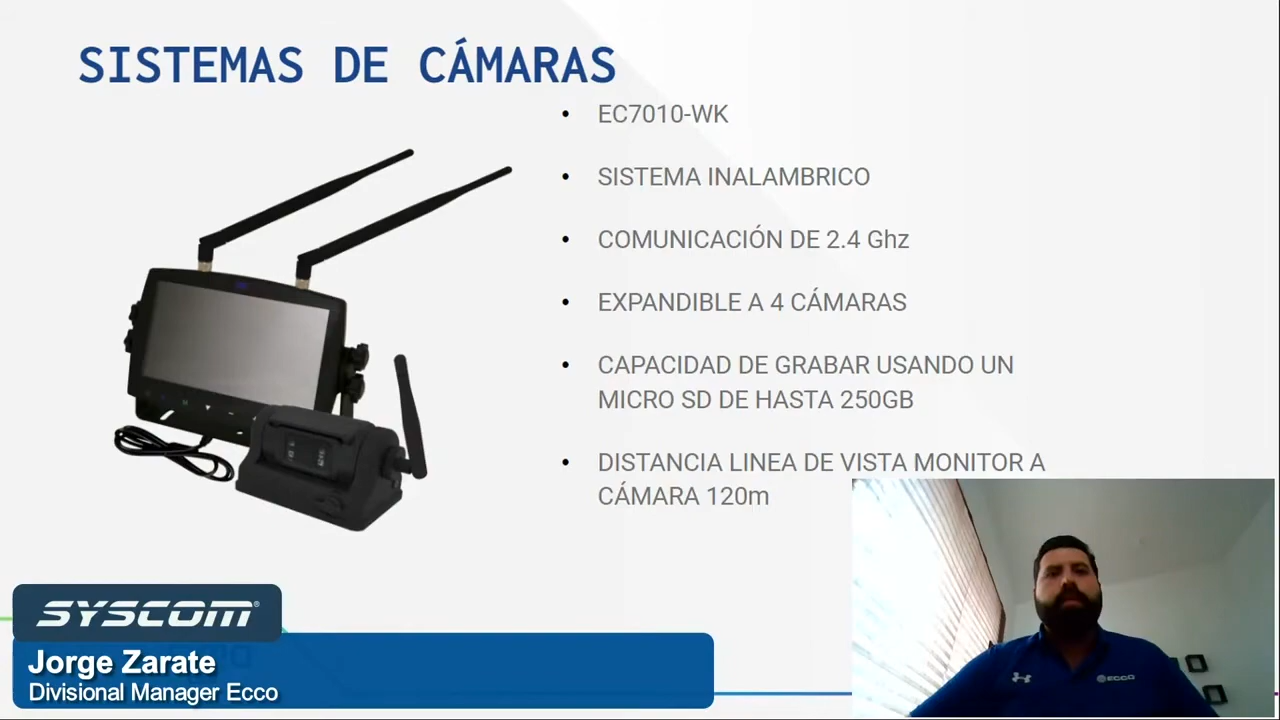 SISTEMAS DE CÁMARAS
• EC7010-WK
• SISTEMA INALAMBRICO
• COMUNICACIÓN DE 2.4 Ghz
• EXPANDIBLE A 4 CÁMARAS
• CAPACIDAD DE GRABAR USANDO UN
MICRO SD DE HASTA 250GB
• DISTANCIA LINEA DE VISTA MONITOR A
CÁMARA 120m
SYSCOM®
Jorge Zarate
Divisional Manager Ecco
ECCO